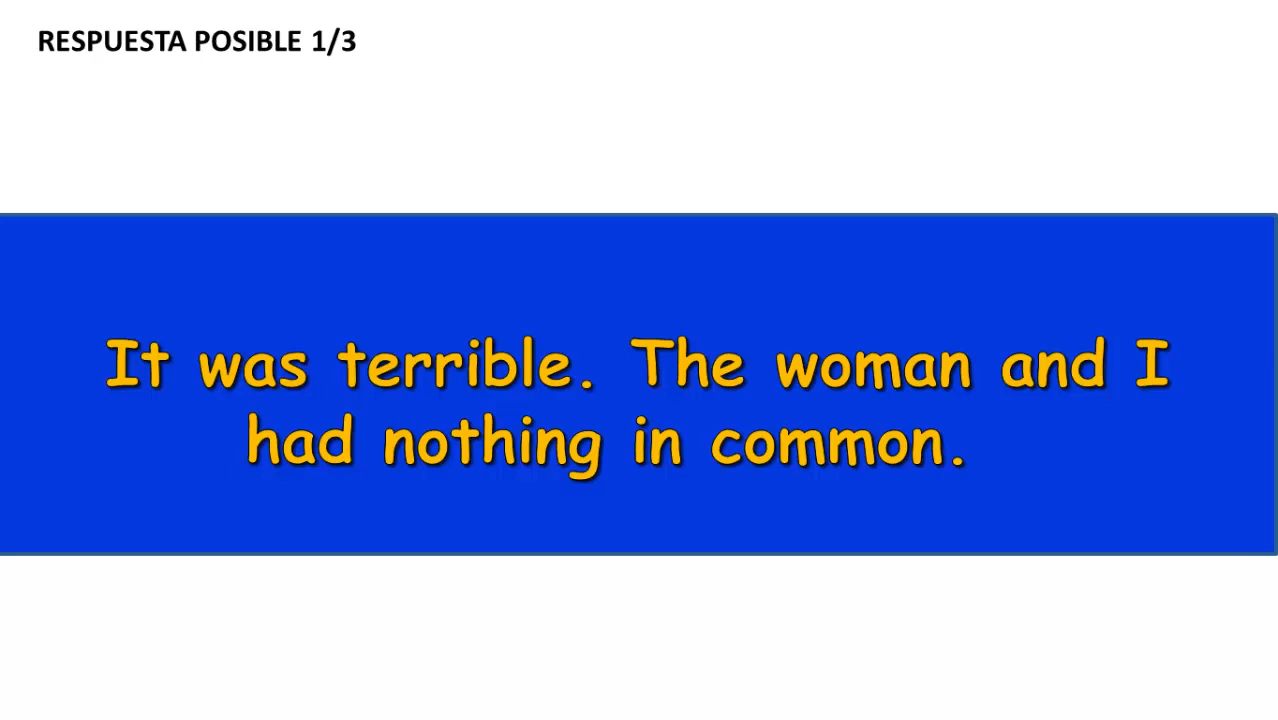 RESPUESTA POSIBLE 1/3
It was terrible. The woman and I
had nothing in common.